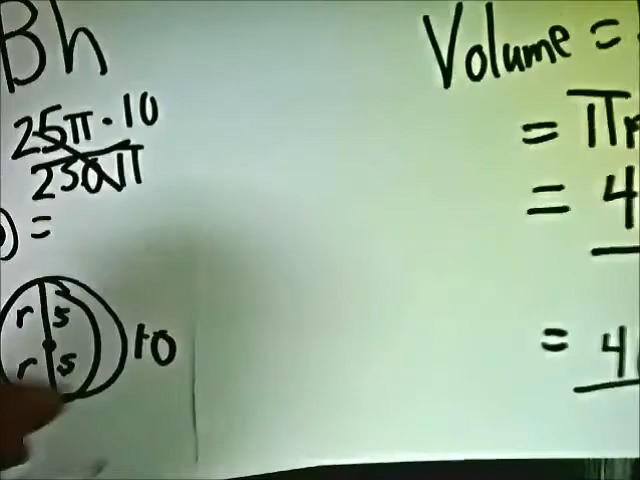 Bh
25π · 10
250π
) =
r 5
r 5
10
Volume =
= πr
= 4
= 4